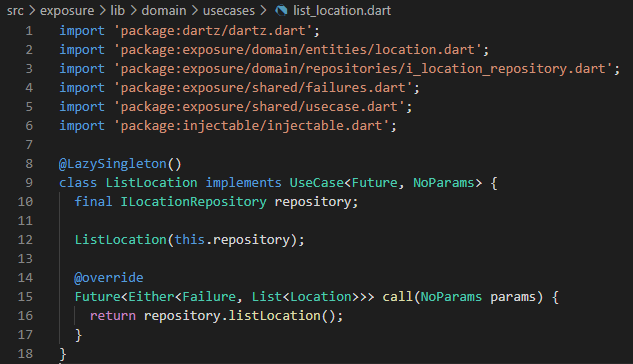 src > exposure > lib > domain > usecases > list_location.dart
1 import 'package:dartz/dartz.dart';
2 import 'package:exposure/domain/entities/location.dart';
3 import 'package:exposure/domain/repositories/i_location_repository.dart';
4 import 'package:exposure/shared/failures.dart';
5 import 'package:exposure/shared/usecase.dart';
6 import 'package:injectable/injectable.dart';
7
8 @LazySingleton()
9 class ListLocation implements UseCase<Future, NoParams> {
10   final ILocationRepository repository;
11
12   ListLocation(this.repository);
13
14   @override
15   Future<Either<Failure, List<Location>>> call(NoParams params) {
16     return repository.listLocation();
17   }
18 }